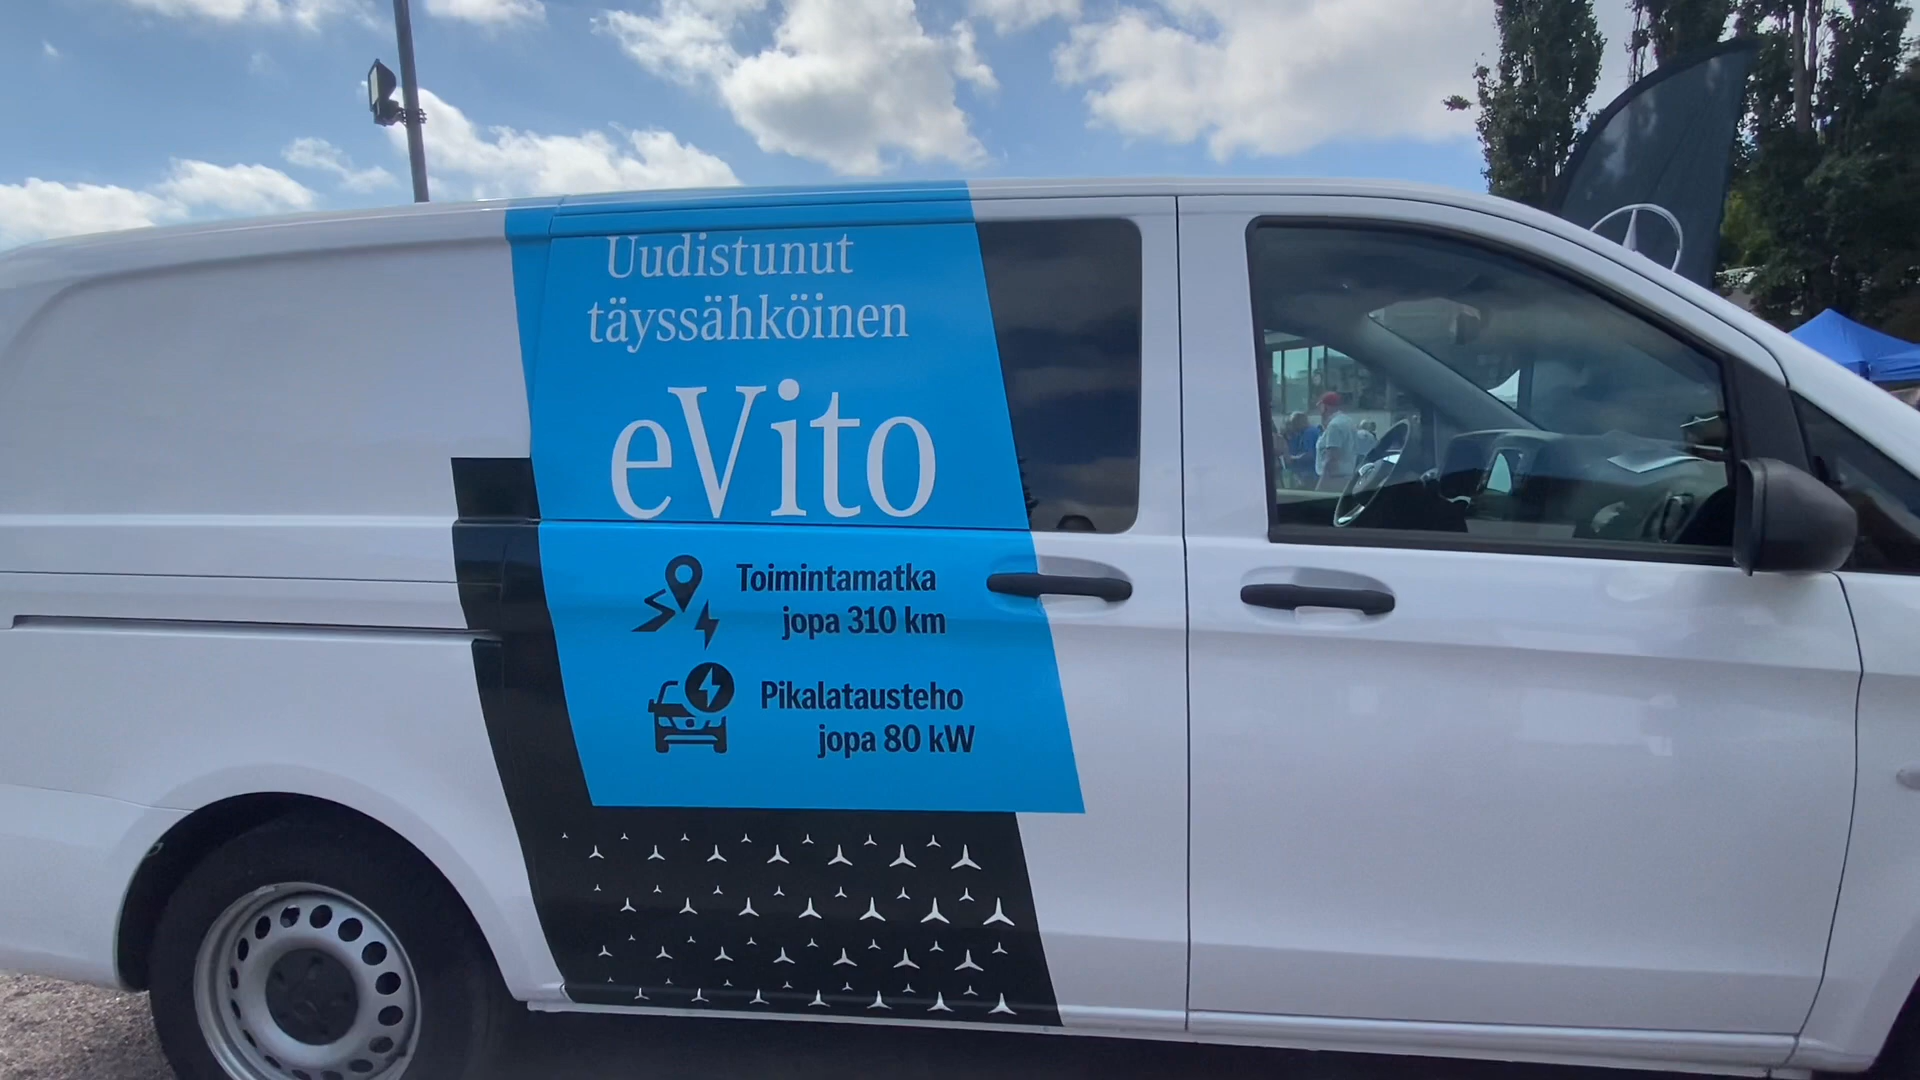 Uudistunut
täyssähköinen
eVito
Toimintamatka
jopa 310 km
Pikalatausteho
jopa 80 kW